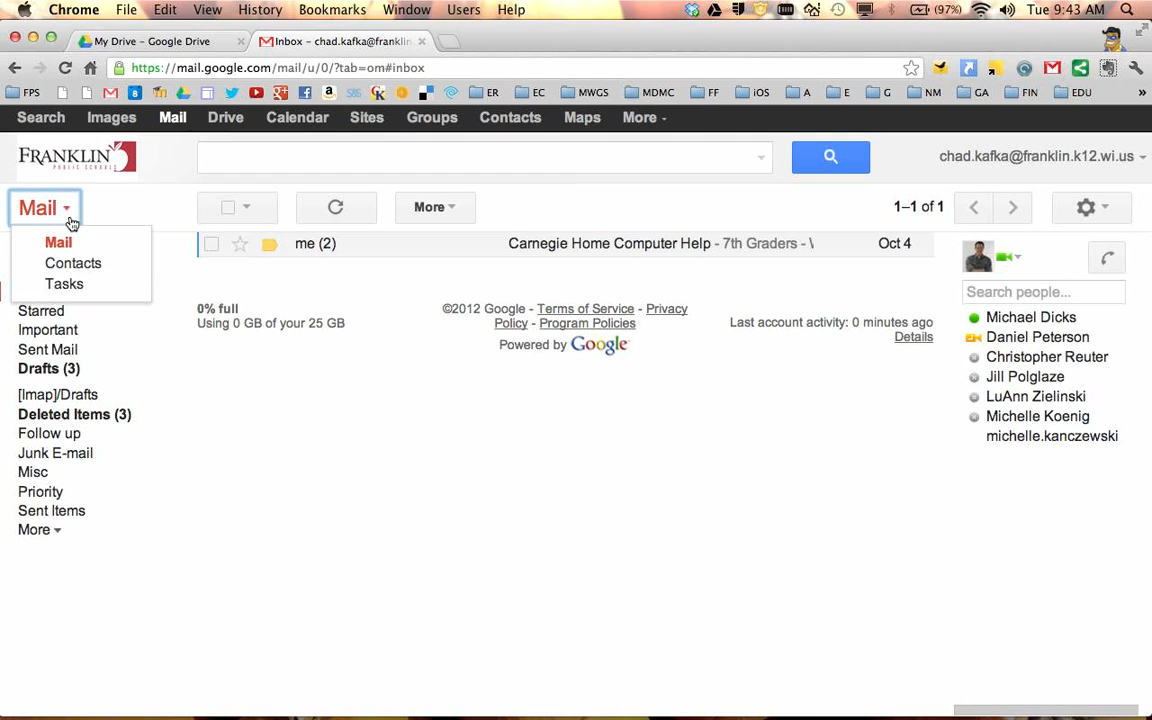 Chrome File Edit View History Bookmarks Window Users Help (97%) Tue 9:43 AM
My Drive - Google Drive Inbox - chad.kafka@franklin.
https://mail.google.com/mail/u/0/?tab=om#inbox
FPS ER EC MWGS MDMC FF iOS A E G NM GA FIN EDU »
Search Images Mail Drive Calendar Sites Groups Contacts Maps More
FRANKLIN
PUBLIC SCHOOLS
chad.kafka@franklin.k12.wi.us
Mail More 1–1 of 1
Mail
Contacts
Tasks
me (2) Carnegie Home Computer Help - 7th Graders - \ Oct 4
Starred
Important
Sent Mail
Drafts (3)
[Imap]/Drafts
Deleted Items (3)
Follow up
Junk E-mail
Misc
Priority
Sent Items
More
0% full
Using 0 GB of your 25 GB
©2012 Google - Terms of Service - Privacy
Policy - Program Policies
Powered by Google
Last account activity: 0 minutes ago
Details
Search people...
Michael Dicks
Daniel Peterson
Christopher Reuter
Jill Polglaze
LuAnn Zielinski
Michelle Koenig
michelle.kanczewski